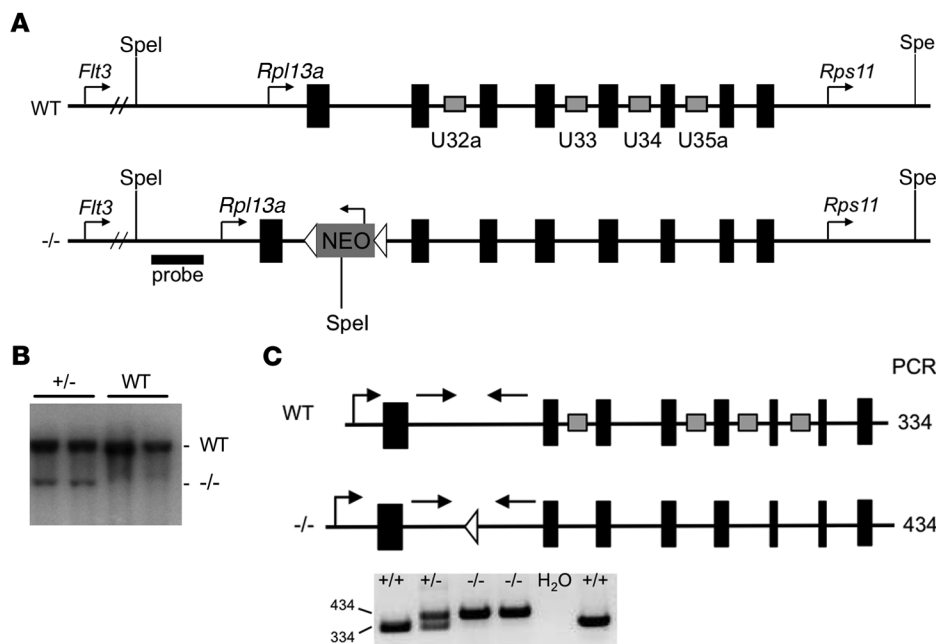 A
SpeI
Spe
Flt3
Rpl13a
Rps11
WT
U32a
U33
U34
U35a
SpeI
Spe
Flt3
Rpl13a
Rps11
-/-
NEO
probe
SpeI
B
+/-
WT
- WT
- -/-
C
PCR
WT
334
-/-
434
+/+ +/- -/- -/- H₂O +/+
434
334